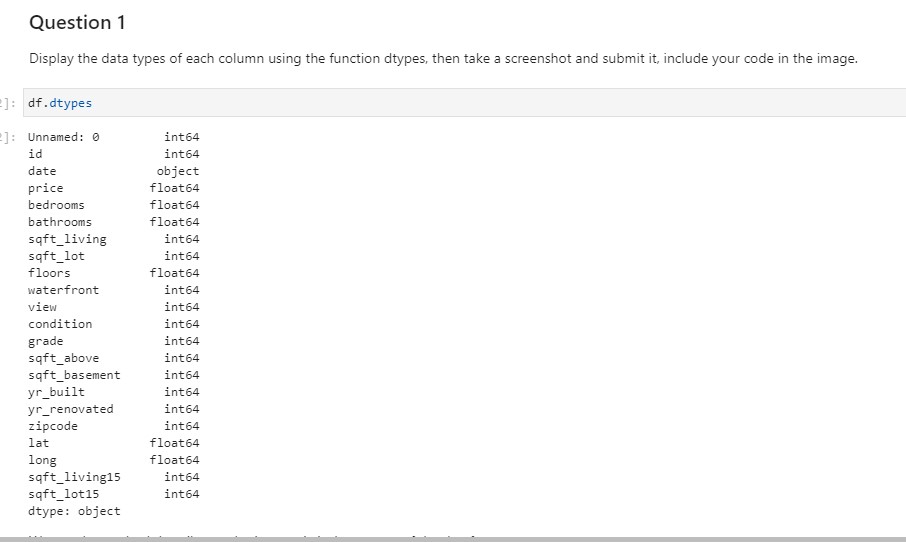 Question 1
Display the data types of each column using the function dtypes, then take a screenshot and submit it, include your code in the image.
]: df.dtypes
]: Unnamed: 0 int64
id int64
date object
price float64
bedrooms float64
bathrooms float64
sqft_living int64
sqft_lot int64
floors float64
waterfront int64
view int64
condition int64
grade int64
sqft_above int64
sqft_basement int64
yr_built int64
yr_renovated int64
zipcode int64
lat float64
long float64
sqft_living15 int64
sqft_lot15 int64
dtype: object